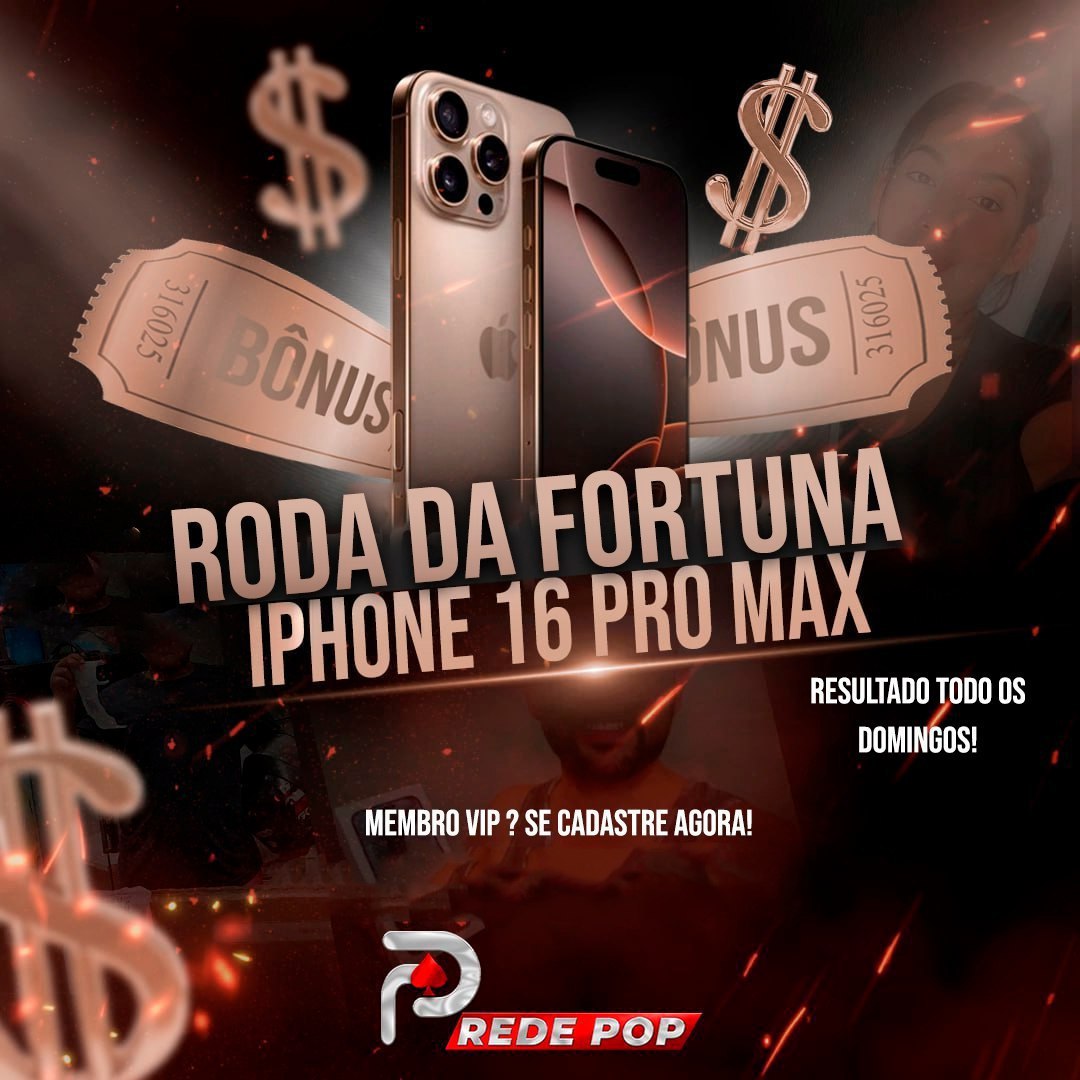 316025
BÔNUS
ÔNUS
316025
RODA DA FORTUNA
IPHONE 16 PRO MAX
RESULTADO TODO OS
DOMINGOS!
MEMBRO VIP ? SE CADASTRE AGORA!
REDE POP